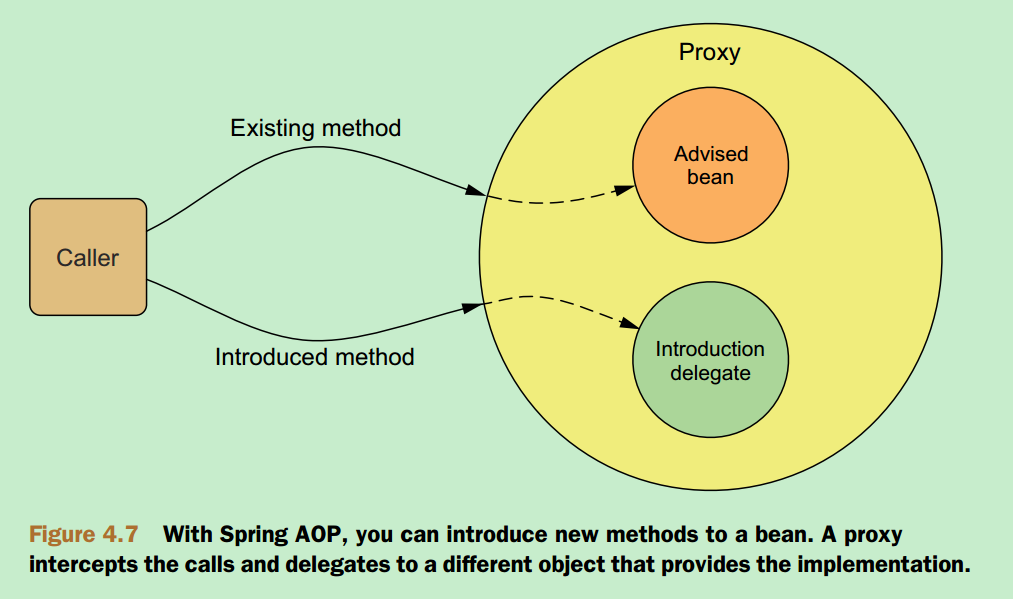 Proxy
Existing method
Advised
bean
Caller
Introduced method
Introduction
delegate
Figure 4.7 With Spring AOP, you can introduce new methods to a bean. A proxy
intercepts the calls and delegates to a different object that provides the implementation.